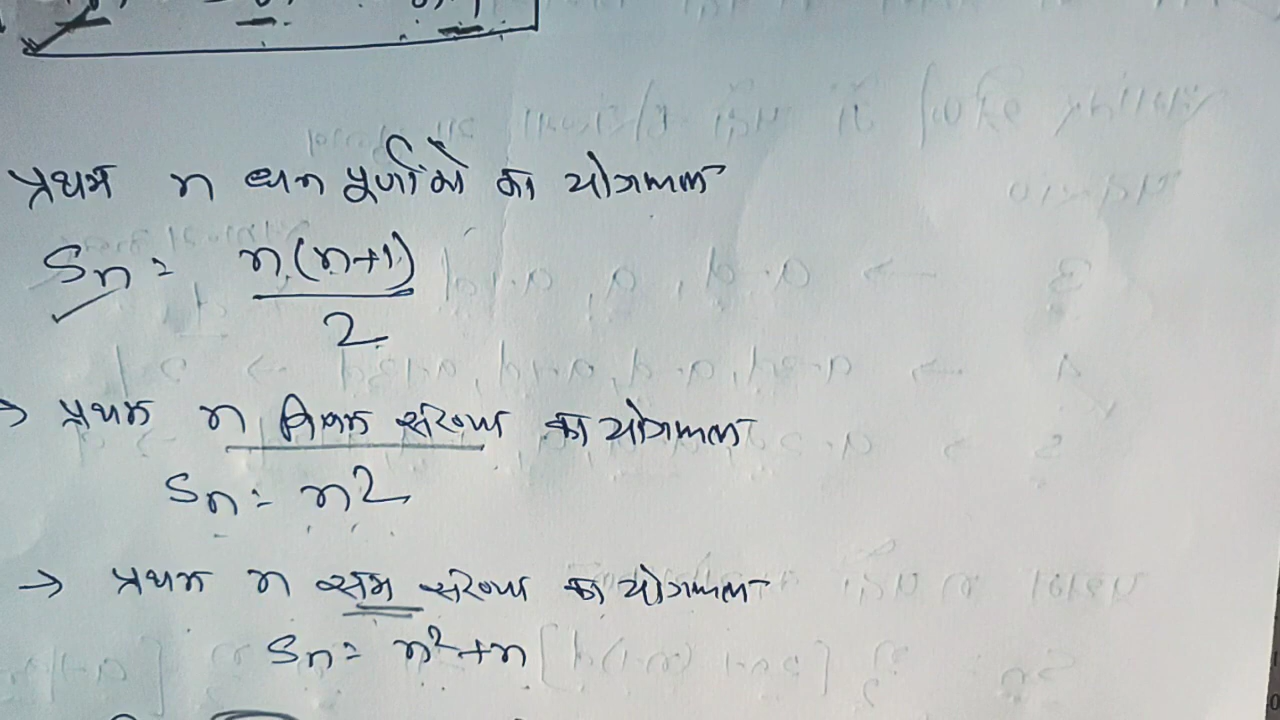 प्रथम n धन पूर्णांकों का योगफल
Sn = n(n+1)
2
→ प्रथम n विषम संख्या का योगफल
Sn = n²
→ प्रथम n सम संख्या का योगफल
Sn = n²+n